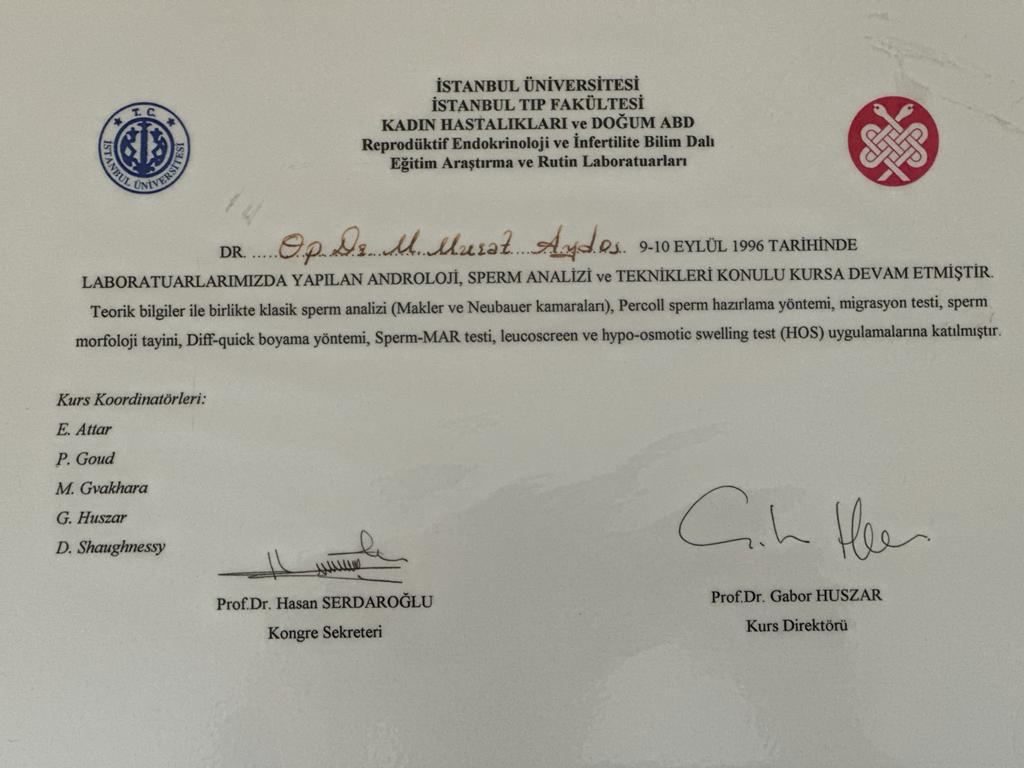 İSTANBUL ÜNİVERSİTESİ
İSTANBUL TIP FAKÜLTESİ
KADIN HASTALIKLARI ve DOĞUM ABD
Reprodüktif Endokrinoloji ve İnfertilite Bilim Dalı
Eğitim Araştırma ve Rutin Laboratuarları
T.C.
İSTANBUL ÜNİVERSİTESİ
DR. ..... Op. Dr. M. Murat Aydos. 9-10 EYLÜL 1996 TARİHİNDE
LABORATUARLARIMIZDA YAPILAN ANDROLOJİ, SPERM ANALİZİ ve TEKNİKLERİ KONULU KURSA DEVAM ETMİŞTİR.
Teorik bilgiler ile birlikte klasik sperm analizi (Makler ve Neubauer kamaraları), Percoll sperm hazırlama yöntemi, migrasyon testi, sperm
morfoloji tayini, Diff-quick boyama yöntemi, Sperm-MAR testi, leucoscreen ve hypo-osmotic swelling test (HOS) uygulamalarına katılmıştır.
Kurs Koordinatörleri:
E. Attar
P. Goud
M. Gvakhara
G. Huszar
D. Shaughnessy
Prof.Dr. Hasan SERDAROĞLU
Kongre Sekreteri
Prof.Dr. Gabor HUSZAR
Kurs Direktörü